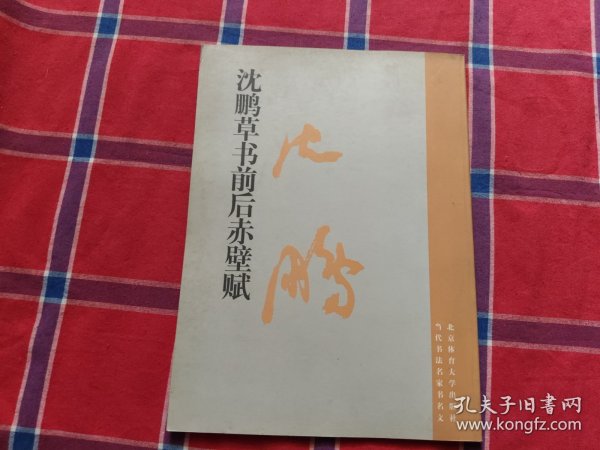 沈鹏草书前后赤壁赋
沈鹏
北京体育大学出版社
当代书法名家书名文
孔夫子旧书网
www.kongfz.com